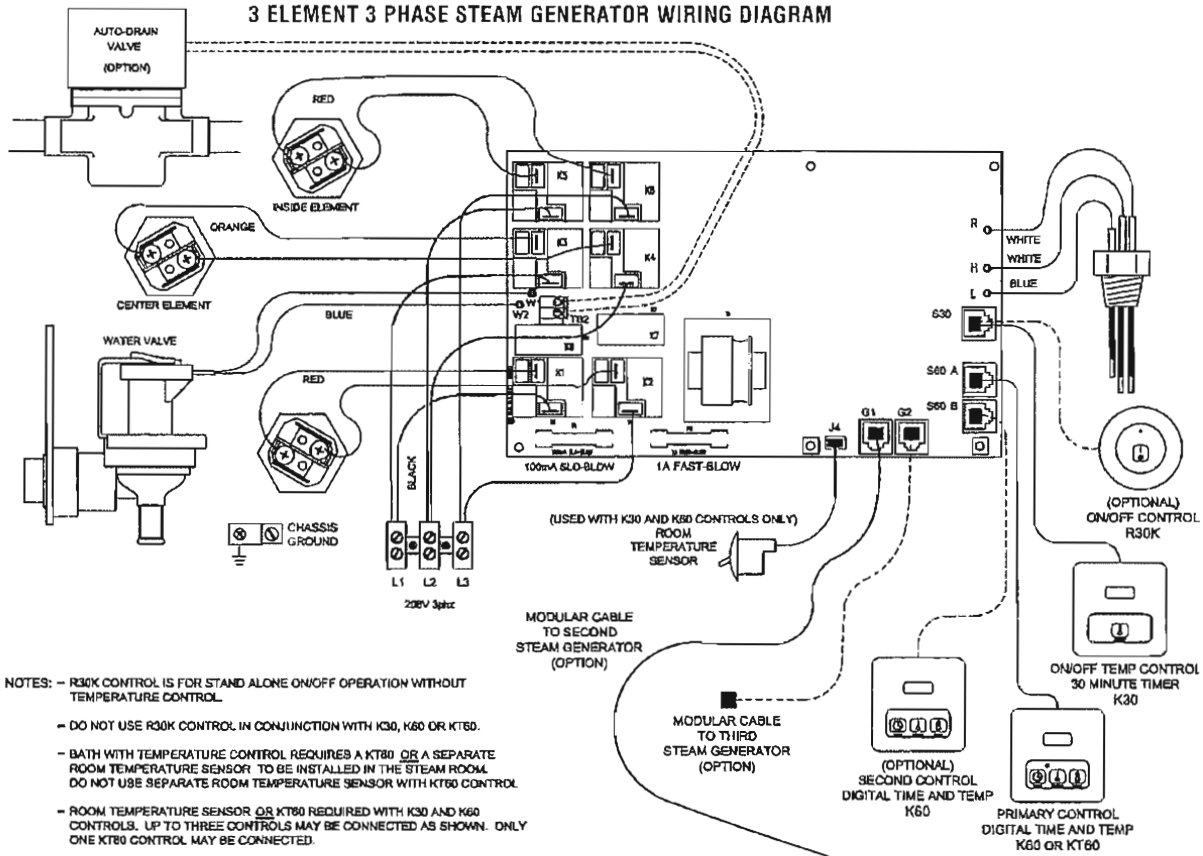 3 ELEMENT 3 PHASE STEAM GENERATOR WIRING DIAGRAM
AUTO-DRAIN
VALVE
(OPTION)
RED
INSIDE ELEMENT
ORANGE
CENTER ELEMENT
WATER VALVE
BLUE
RED
BLACK
CHASSIS
GROUND
L1
L2
L3
208V
K5
K6
K3
K4
W2
TB2
K1
K2
100mA SLO-BLOW
1A FAST-BLOW
J4
G1
G2
R
WHITE
H
WHITE
L
BLUE
S30
S60 A
S60 B
(OPTIONAL)
ON/OFF CONTROL
R30K
(USED WITH K30 AND K60 CONTROLS ONLY)
ROOM
TEMPERATURE
SENSOR
MODULAR CABLE
TO SECOND
STEAM GENERATOR
(OPTION)
MODULAR CABLE
TO THIRD
STEAM GENERATOR
(OPTION)
ON/OFF TEMP CONTROL
30 MINUTE TIMER
K30
(OPTIONAL)
SECOND CONTROL
DIGITAL TIME AND TEMP
K60
PRIMARY CONTROL
DIGITAL TIME AND TEMP
K60 OR KT60
NOTES: - R30K CONTROL IS FOR STAND ALONE ON/OFF OPERATION WITHOUT
TEMPERATURE CONTROL.
- DO NOT USE R30K CONTROL IN CONJUNCTION WITH K30, K60 OR KT60.
- BATH WITH TEMPERATURE CONTROL REQUIRES A KT60 OR A SEPARATE
ROOM TEMPERATURE SENSOR TO BE INSTALLED IN THE STEAM ROOM.
DO NOT USE SEPARATE ROOM TEMPERATURE SENSOR WITH KT60 CONTROL
- ROOM TEMPERATURE SENSOR OR KT60 REQUIRED WITH K30 AND K60
CONTROLS. UP TO THREE CONTROLS MAY BE CONNECTED AS SHOWN. ONLY
ONE KT60 CONTROL MAY BE CONNECTED.